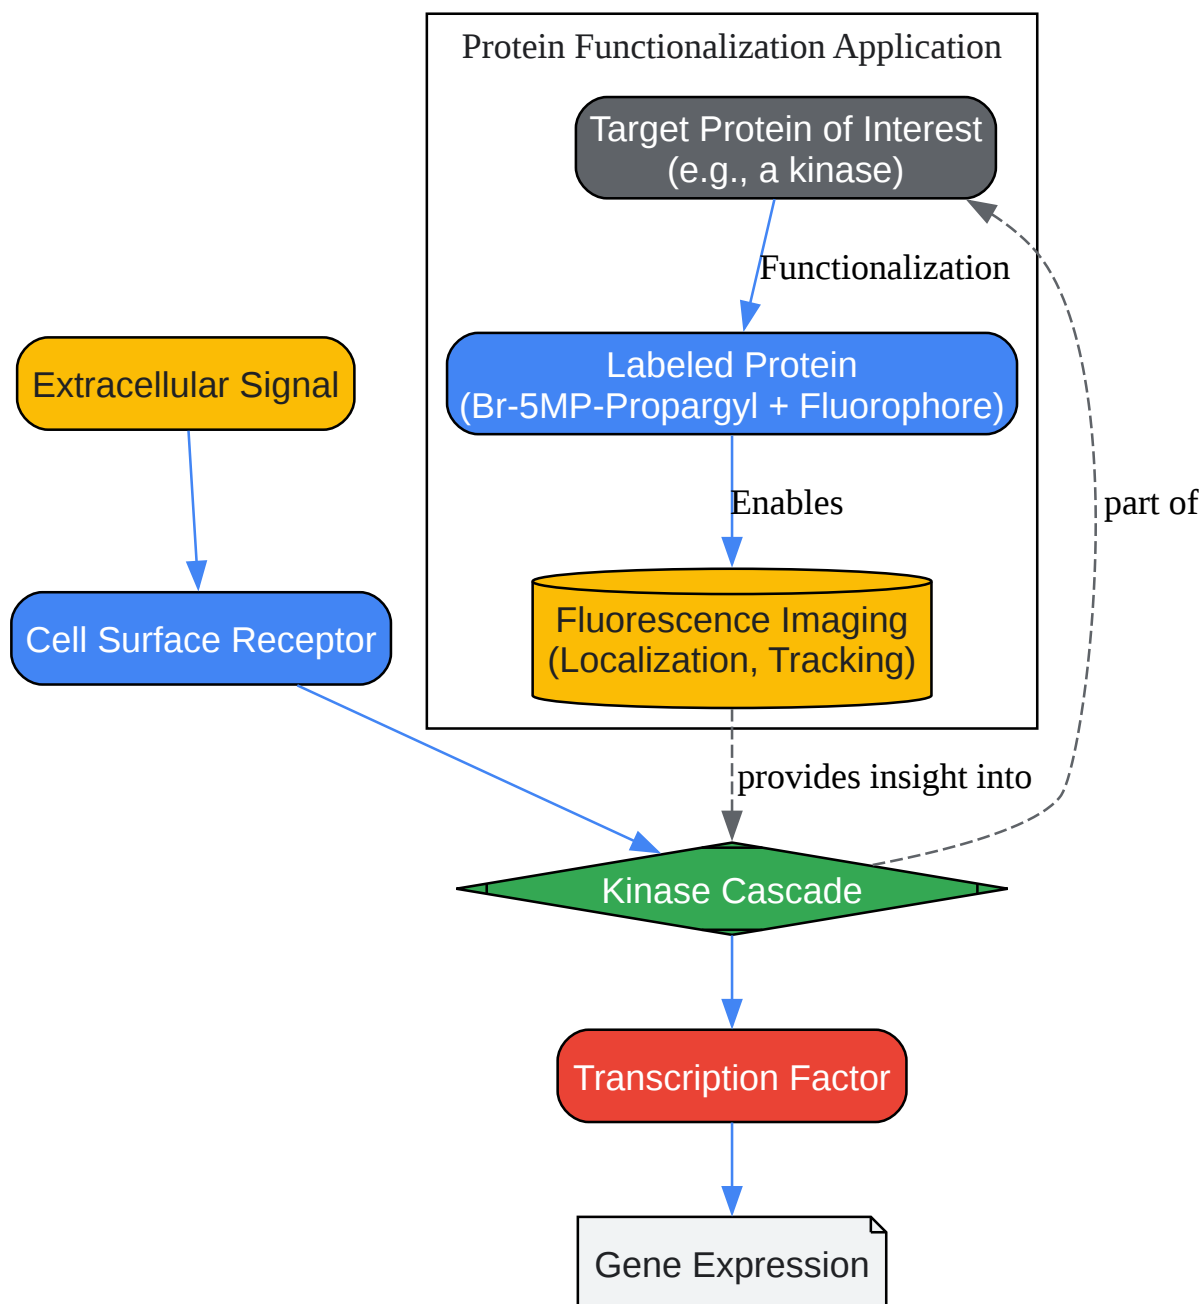 Protein Functionalization Application
Target Protein of Interest
(e.g., a kinase)
Functionalization
Labeled Protein
(Br-5MP-Propargyl + Fluorophore)
Extracellular Signal
Enables
part of
Fluorescence Imaging
(Localization, Tracking)
Cell Surface Receptor
provides insight into
Kinase Cascade
Transcription Factor
Gene Expression